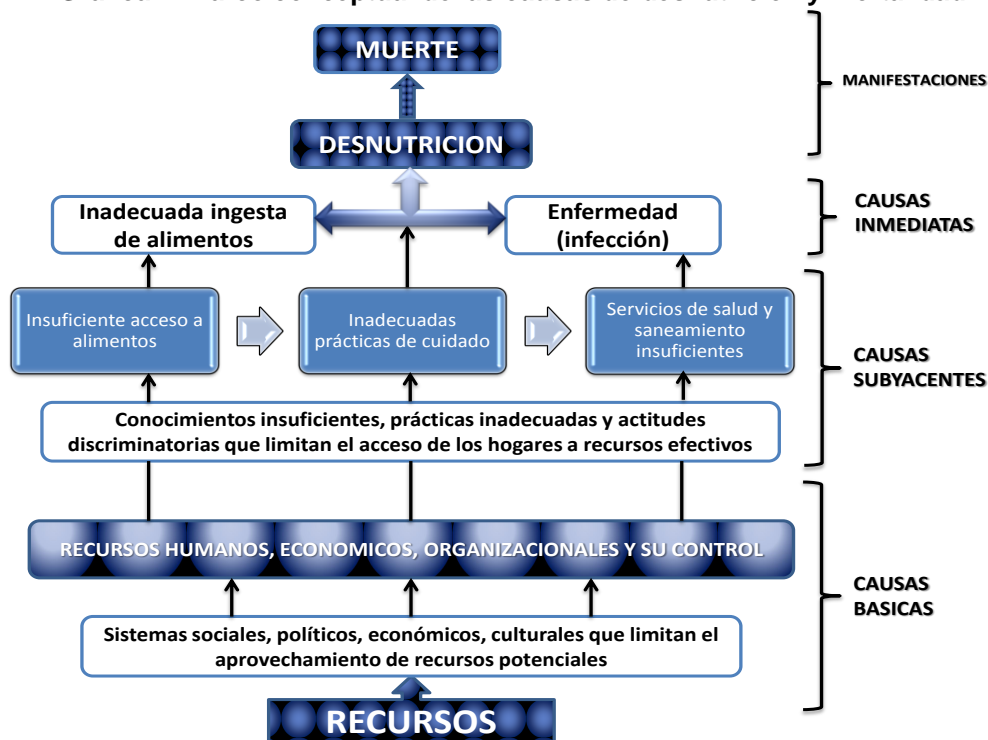 MUERTE
MANIFESTACIONES
DESNUTRICION
Inadecuada ingesta
de alimentos
Enfermedad
(infección)
CAUSAS
INMEDIATAS
Insuficiente acceso a
alimentos
Inadecuadas
prácticas de cuidado
Servicios de salud y
saneamiento
insuficientes
CAUSAS
SUBYACENTES
Conocimientos insuficientes, prácticas inadecuadas y actitudes
discriminatorias que limitan el acceso de los hogares a recursos efectivos
RECURSOS HUMANOS, ECONOMICOS, ORGANIZACIONALES Y SU CONTROL
CAUSAS
BASICAS
Sistemas sociales, políticos, económicos, culturales que limitan el
aprovechamiento de recursos potenciales
RECURSOS